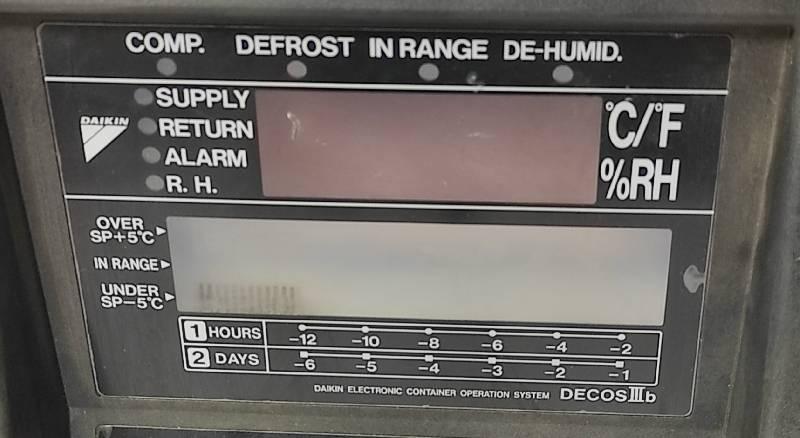 COMP. DEFROST IN RANGE DE-HUMID.
SUPPLY
DAIKIN
RETURN
ALARM
R. H.
°C/°F
%RH
OVER
SP+5℃
IN RANGE
UNDER
SP−5℃
1 HOURS −12 −10 −8 −6 −4 −2
2 DAYS −6 −5 −4 −3 −2 −1
DAIKIN ELECTRONIC CONTAINER OPERATION SYSTEM DECOSⅢb